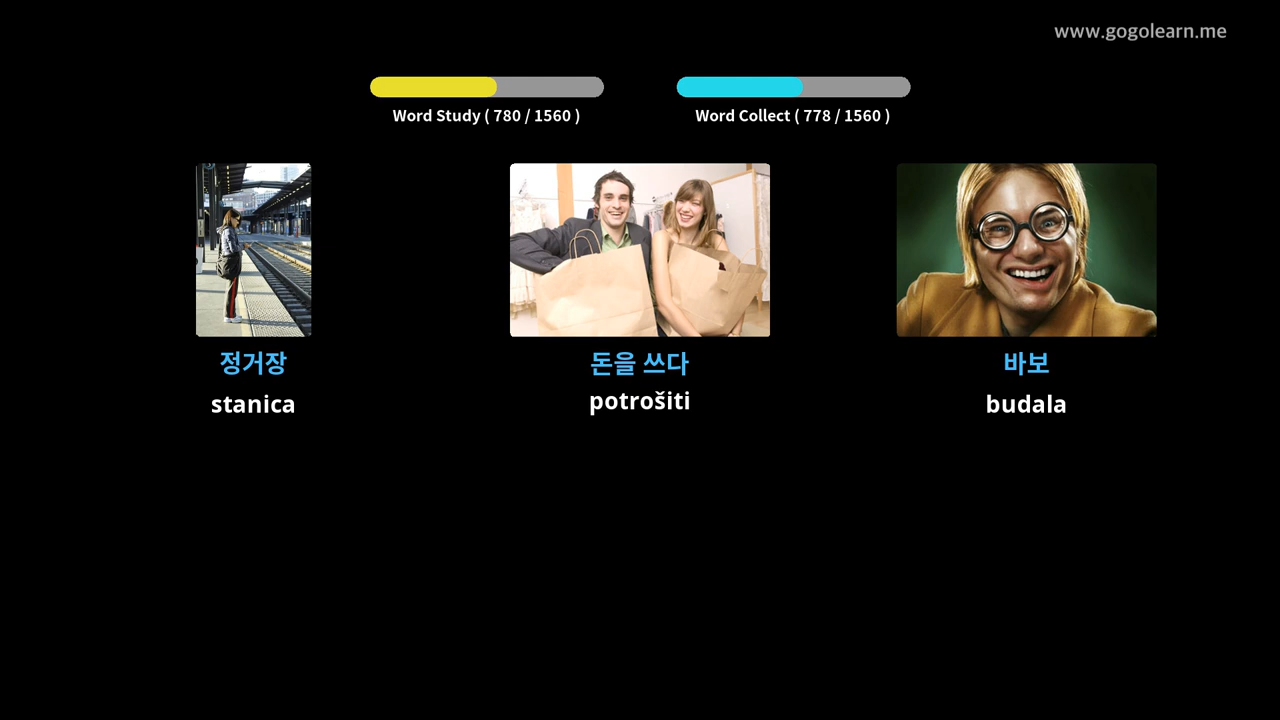 www.gogolearn.me
Word Study ( 780 / 1560 )
Word Collect ( 778 / 1560 )
정거장
돈을 쓰다
바보
stanica
potrošiti
budala